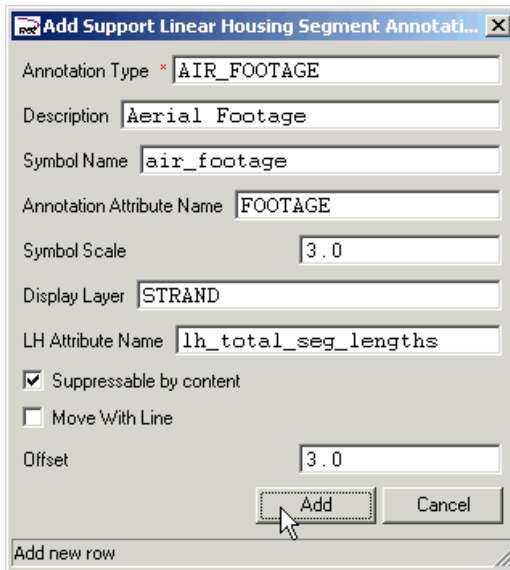 Add Support Linear Housing Segment Annotati...
Annotation Type * AIR_FOOTAGE
Description Aerial Footage
Symbol Name air_footage
Annotation Attribute Name FOOTAGE
Symbol Scale 3.0
Display Layer STRAND
LH Attribute Name lh_total_seg_lengths
Suppressable by content
Move With Line
Offset 3.0
Add Cancel
Add new row